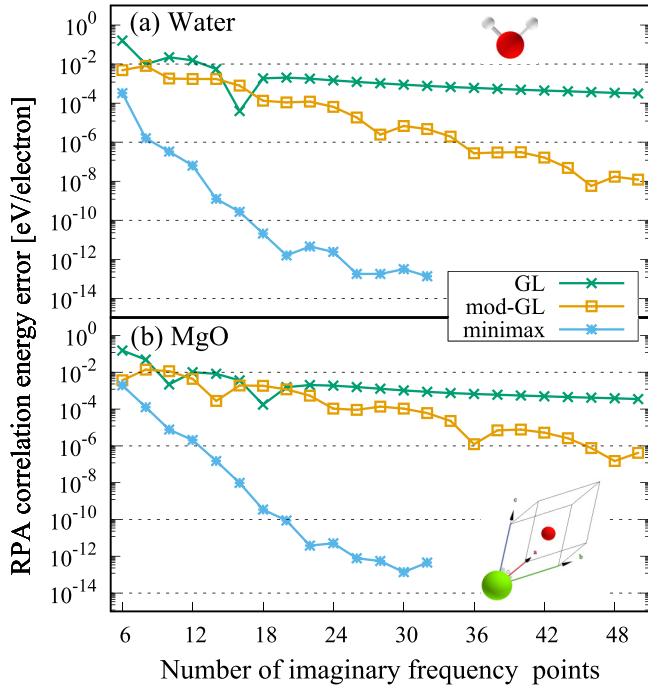 (a) Water
10^0
10^-2
10^-4
10^-6
10^-8
10^-10
10^-12
10^-14
GL
mod-GL
minimax
(b) MgO
10^0
10^-2
10^-4
10^-6
10^-8
10^-10
10^-12
10^-14
c
a
b
6 12 18 24 30 36 42 48
Number of imaginary frequency points
RPA correlation energy error [eV/electron]